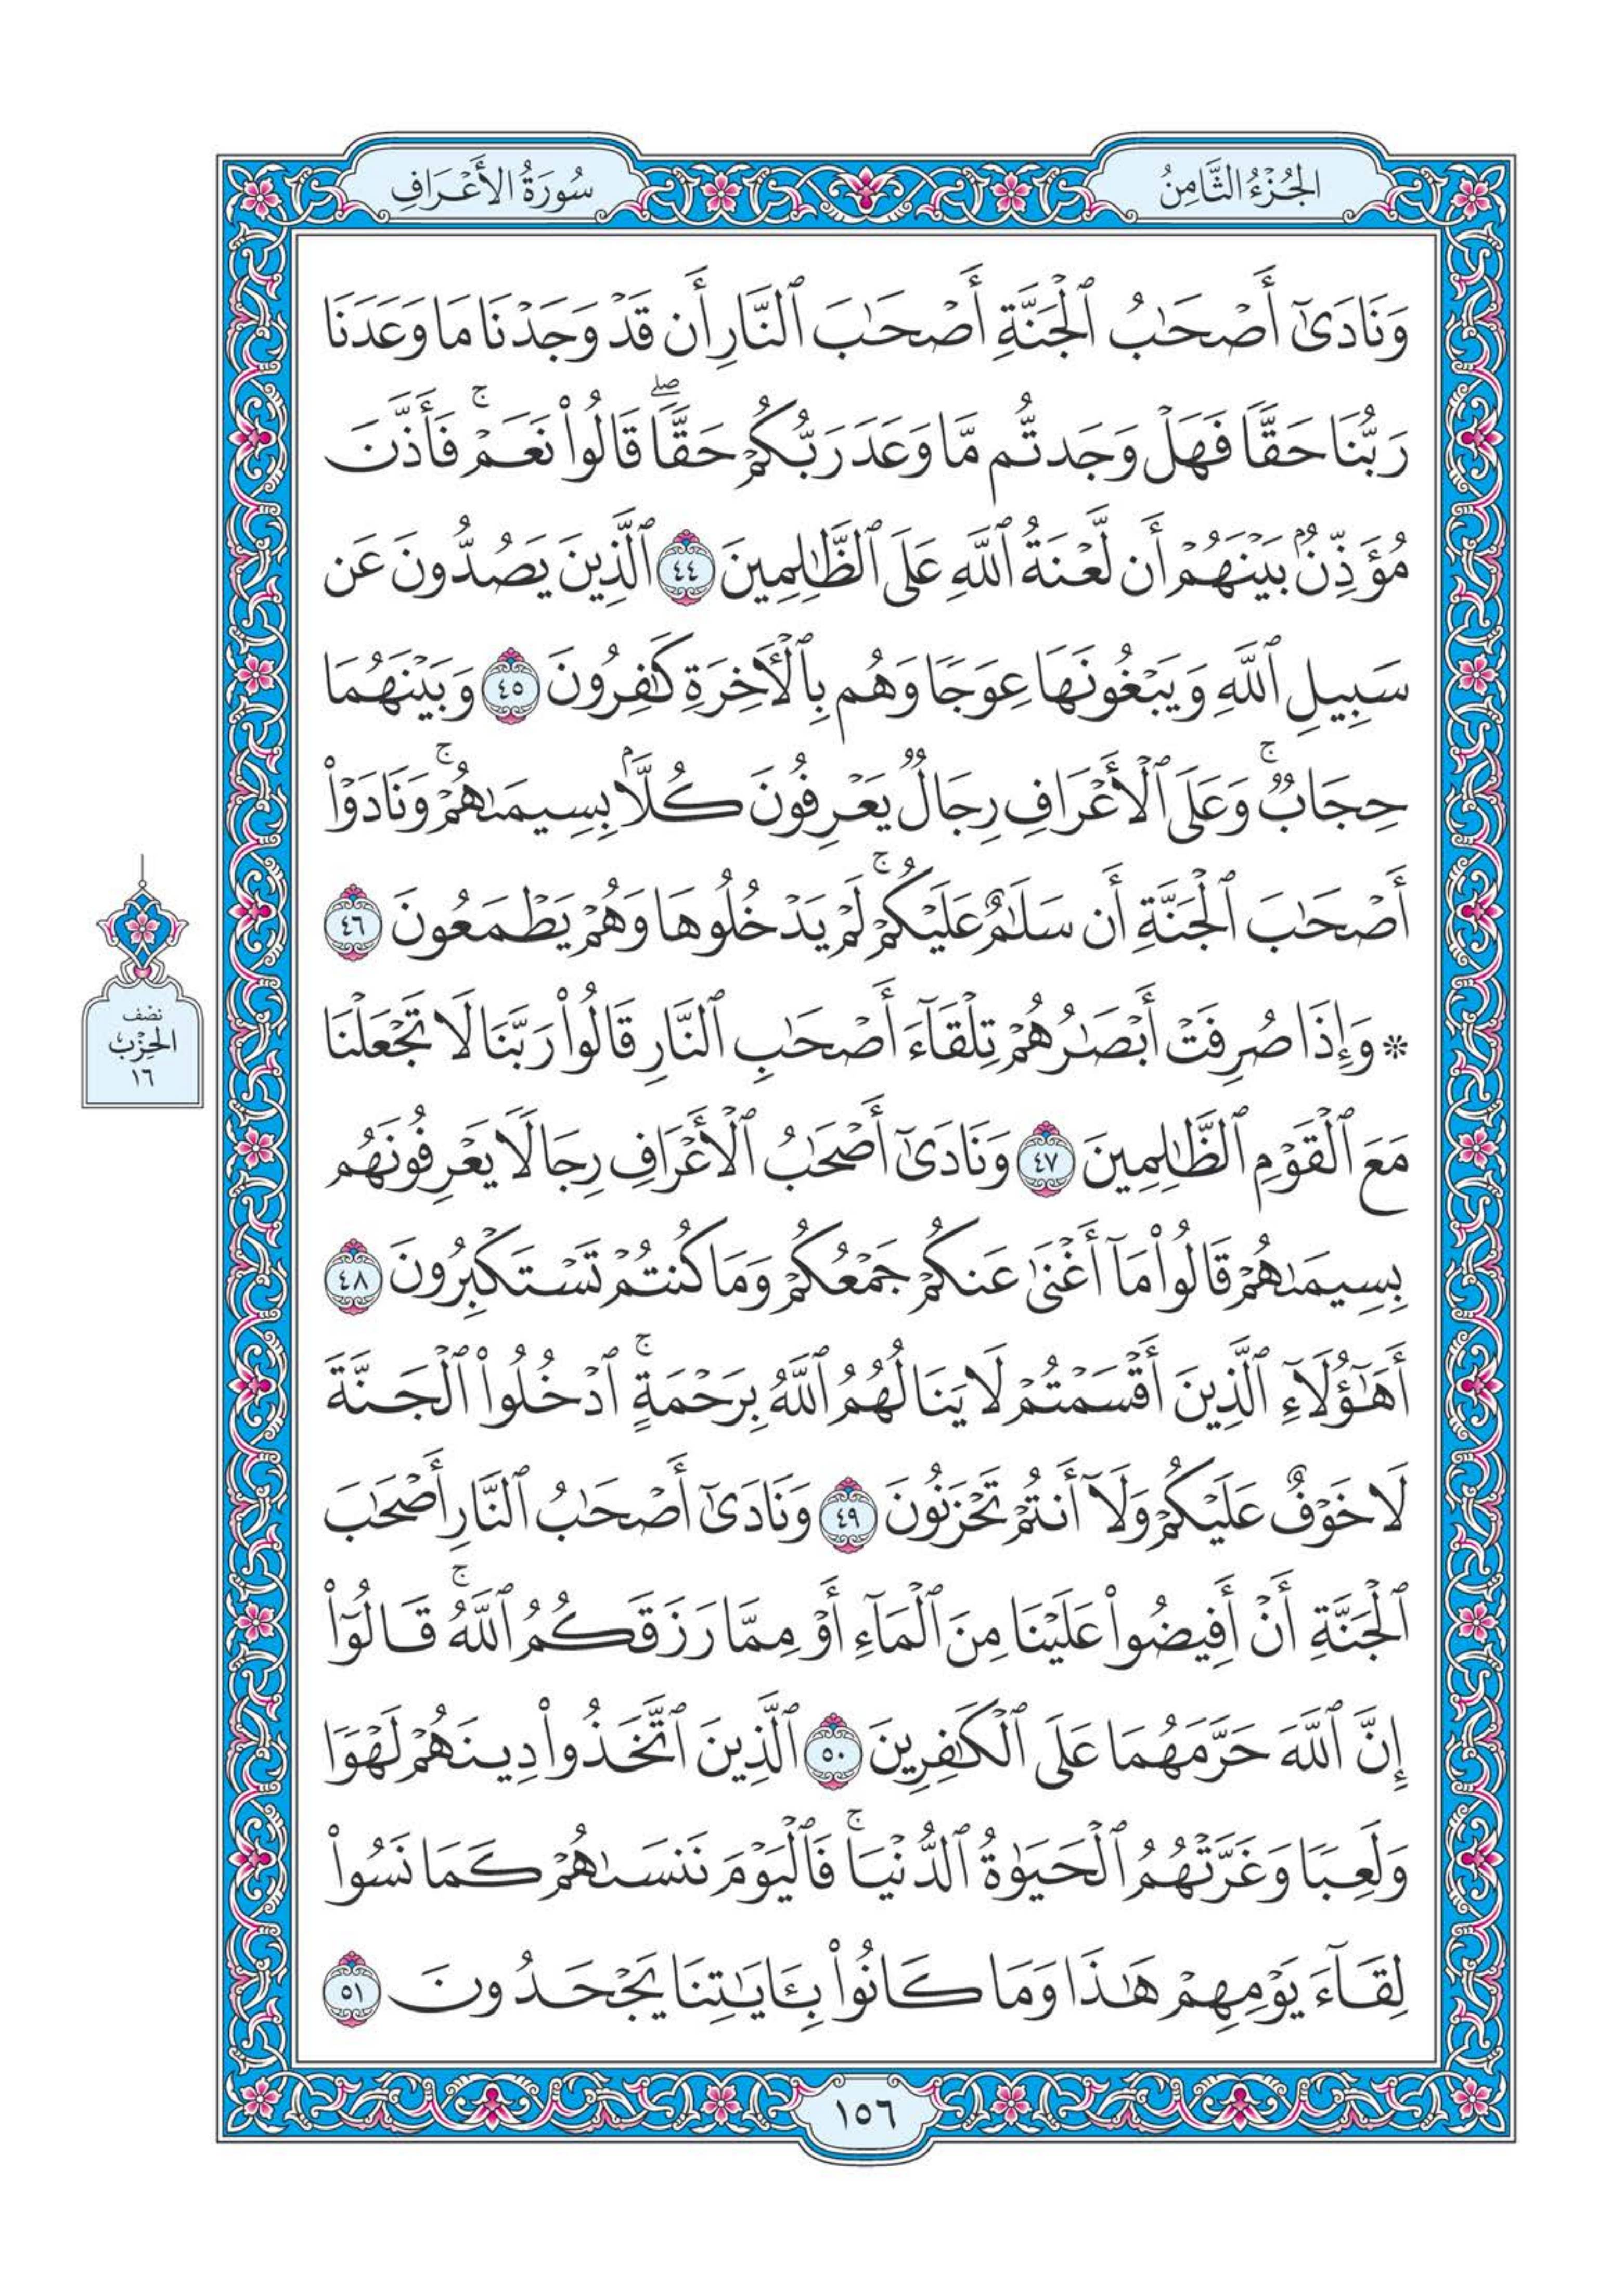 الجُزْءُ الثَّامِنُ
سُورَةُ الأَعْرَافِ
وَنَادَىٰٓ أَصْحَٰبُ ٱلْجَنَّةِ أَصْحَٰبَ ٱلنَّارِ أَن قَدْ وَجَدْنَا مَا وَعَدَنَا
رَبُّنَا حَقًّا فَهَلْ وَجَدتُّم مَّا وَعَدَ رَبُّكُمْ حَقًّا ۖ قَالُوا۟ نَعَمْ ۚ فَأَذَّنَ
مُؤَذِّنٌۢ بَيْنَهُمْ أَن لَّعْنَةُ ٱللَّهِ عَلَى ٱلظَّٰلِمِينَ ٤٤ ٱلَّذِينَ يَصُدُّونَ عَن
سَبِيلِ ٱللَّهِ وَيَبْغُونَهَا عِوَجًا وَهُم بِٱلْءَاخِرَةِ كَٰفِرُونَ ٤٥ وَبَيْنَهُمَا
حِجَابٌ ۚ وَعَلَى ٱلْأَعْرَافِ رِجَالٌ يَعْرِفُونَ كُلًّۢا بِسِيمَىٰهُمْ ۚ وَنَادَوْا۟
أَصْحَٰبَ ٱلْجَنَّةِ أَن سَلَٰمٌ عَلَيْكُمْ ۚ لَمْ يَدْخُلُوهَا وَهُمْ يَطْمَعُونَ ٤٦
۞ وَإِذَا صُرِفَتْ أَبْصَٰرُهُمْ تِلْقَآءَ أَصْحَٰبِ ٱلنَّارِ قَالُوا۟ رَبَّنَا لَا تَجْعَلْنَا
مَعَ ٱلْقَوْمِ ٱلظَّٰلِمِينَ ٤٧ وَنَادَىٰٓ أَصْحَٰبُ ٱلْأَعْرَافِ رِجَالًا يَعْرِفُونَهُم
بِسِيمَىٰهُمْ قَالُوا۟ مَآ أَغْنَىٰ عَنكُمْ جَمْعُكُمْ وَمَا كُنتُمْ تَسْتَكْبِرُونَ ٤٨
أَهَٰٓؤُلَآءِ ٱلَّذِينَ أَقْسَمْتُمْ لَا يَنَالُهُمُ ٱللَّهُ بِرَحْمَةٍ ۚ ٱدْخُلُوا۟ ٱلْجَنَّةَ
لَا خَوْفٌ عَلَيْكُمْ وَلَآ أَنتُمْ تَحْزَنُونَ ٤٩ وَنَادَىٰٓ أَصْحَٰبُ ٱلنَّارِ أَصْحَٰبَ
ٱلْجَنَّةِ أَنْ أَفِيضُوا۟ عَلَيْنَا مِنَ ٱلْمَآءِ أَوْ مِمَّا رَزَقَكُمُ ٱللَّهُ ۚ قَالُوٓا۟
إِنَّ ٱللَّهَ حَرَّمَهُمَا عَلَى ٱلْكَٰفِرِينَ ٥٠ ٱلَّذِينَ ٱتَّخَذُوا۟ دِينَهُمْ لَهْوًا
وَلَعِبًا وَغَرَّتْهُمُ ٱلْحَيَوٰةُ ٱلدُّنْيَا ۚ فَٱلْيَوْمَ نَنسَىٰهُمْ كَمَا نَسُوا۟
لِقَآءَ يَوْمِهِمْ هَٰذَا وَمَا كَانُوا۟ بِـَٔايَٰتِنَا يَجْحَدُونَ ٥١
نصْف
الحِزْب
١٦
١٥٦